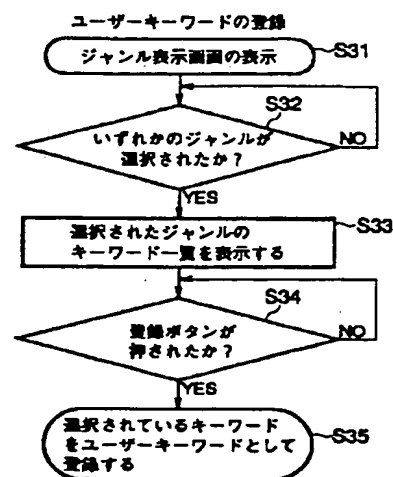 ユーザーキーワードの登録
ジャンル表示画面の表示
S31
S32
いずれかのジャンルが
選択されたか？
NO
YES
選択されたジャンルの
キーワード一覧を表示する
S33
S34
登録ボタンが
押されたか？
NO
YES
選択されているキーワード
をユーザーキーワードとして
登録する
S35